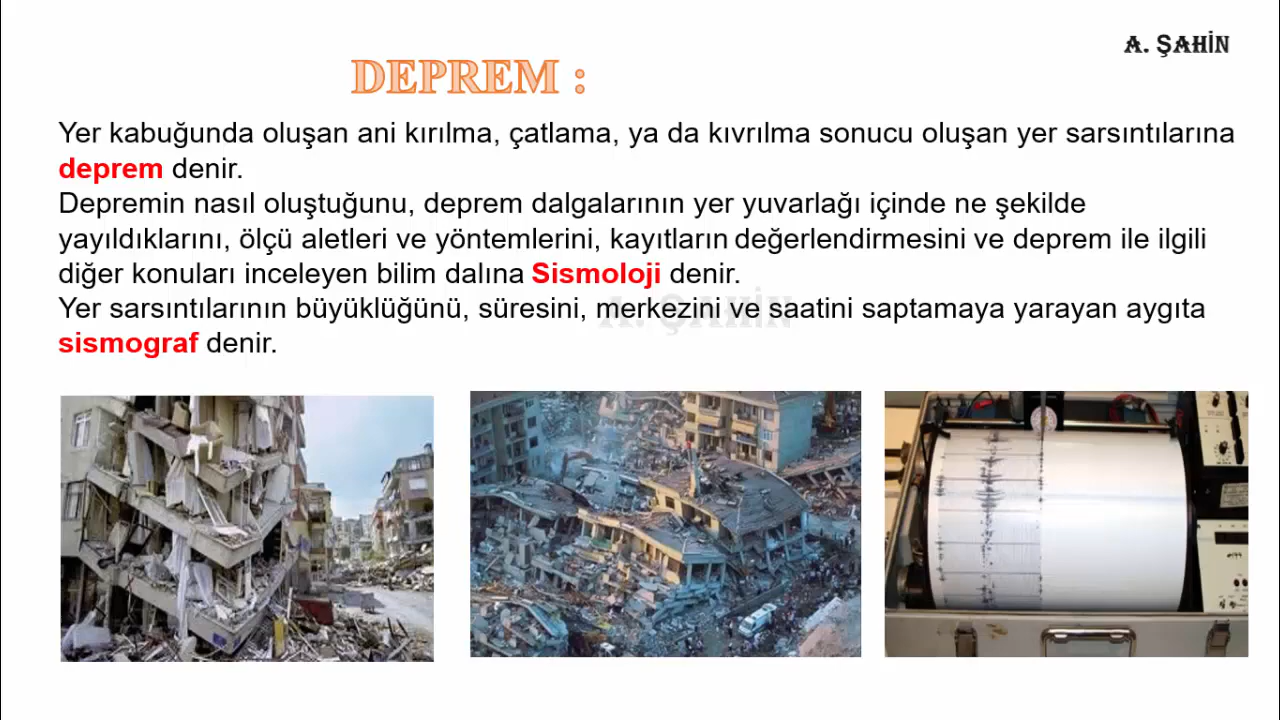 A. ŞAHİN
DEPREM :
Yer kabuğunda oluşan ani kırılma, çatlama, ya da kıvrılma sonucu oluşan yer sarsıntılarına
deprem denir.
Depremin nasıl oluştuğunu, deprem dalgalarının yer yuvarlağı içinde ne şekilde
yayıldıklarını, ölçü aletleri ve yöntemlerini, kayıtların değerlendirmesini ve deprem ile ilgili
diğer konuları inceleyen bilim dalına Sismoloji denir.
A. ŞAHİN
Yer sarsıntılarının büyüklüğünü, süresini, merkezini ve saatini saptamaya yarayan aygıta
sismograf denir.